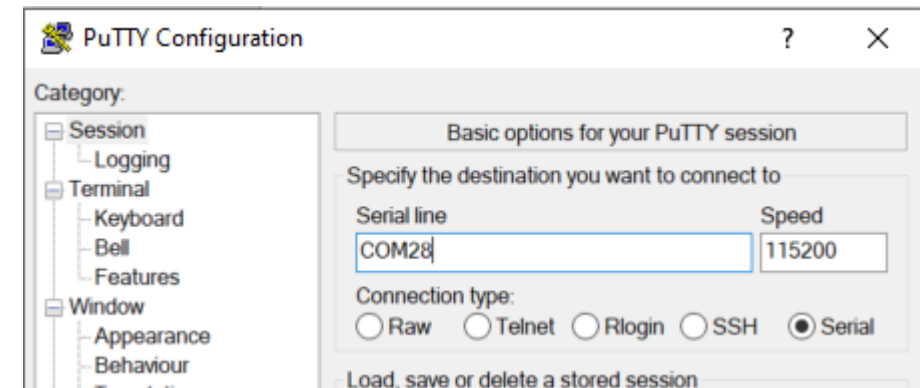 PuTTY Configuration
?
Category:
Session
Logging
Terminal
Keyboard
Bell
Features
Window
Appearance
Behaviour
Basic options for your PuTTY session
Specify the destination you want to connect to
Serial line
Speed
COM28
115200
Connection type:
Raw
Telnet
Rlogin
SSH
Serial
Load, save or delete a stored session